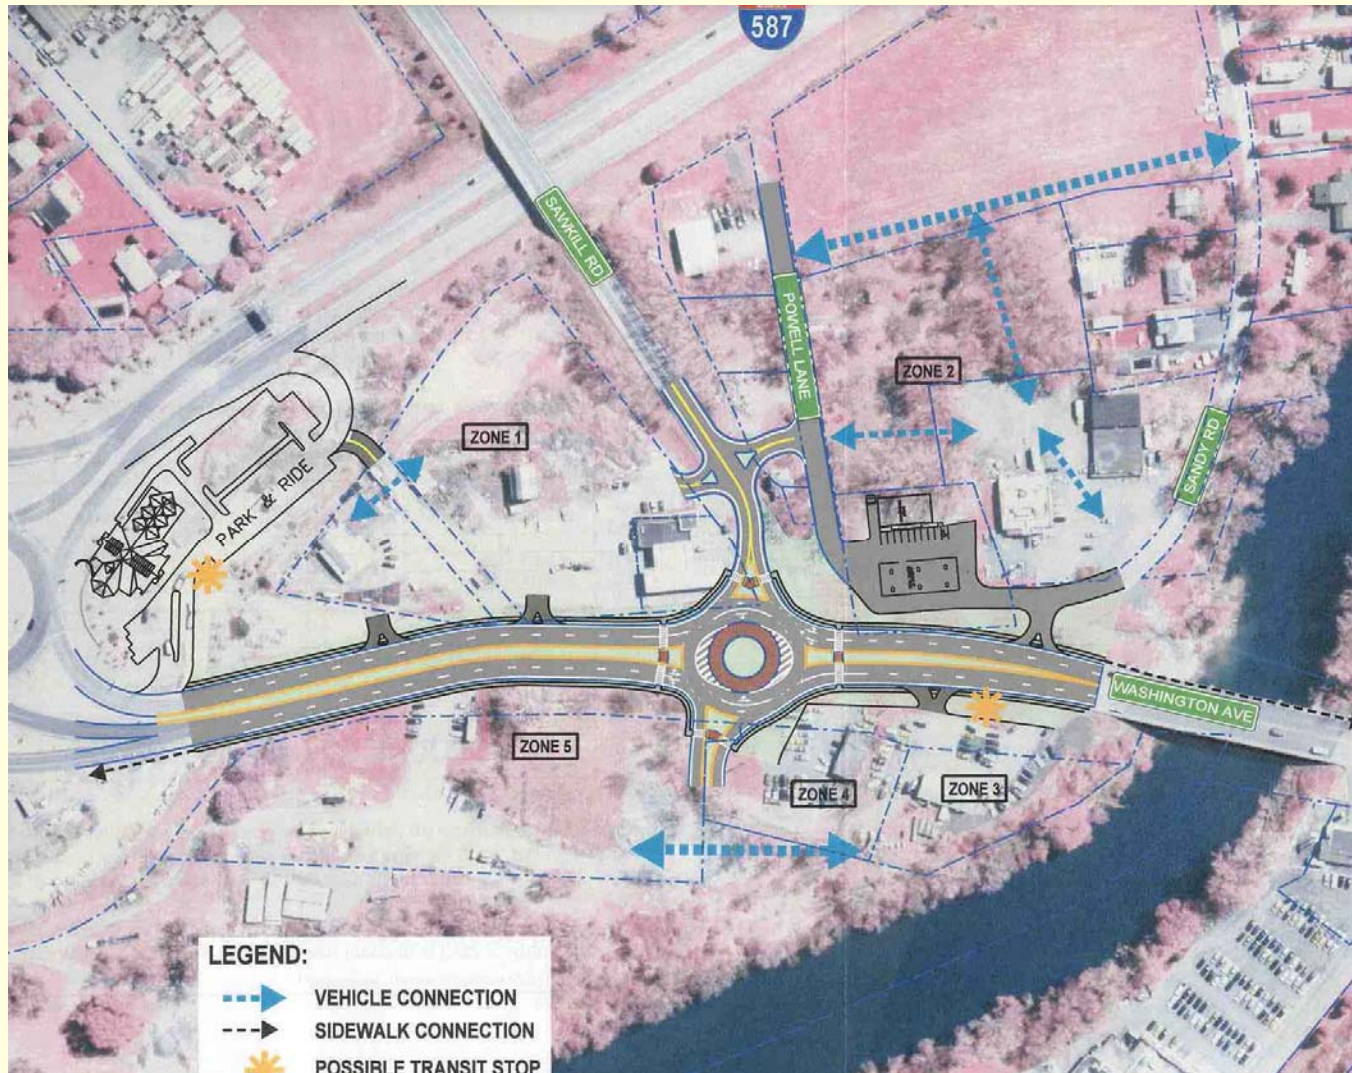 587
SAWKILL RD
POWELL LANE
ZONE 2
ZONE 1
SANDY RD
PARK & RIDE
WASHINGTON AVE
ZONE 5
ZONE 4
ZONE 3
LEGEND:
VEHICLE CONNECTION
SIDEWALK CONNECTION
POSSIBLE TRANSIT STOP